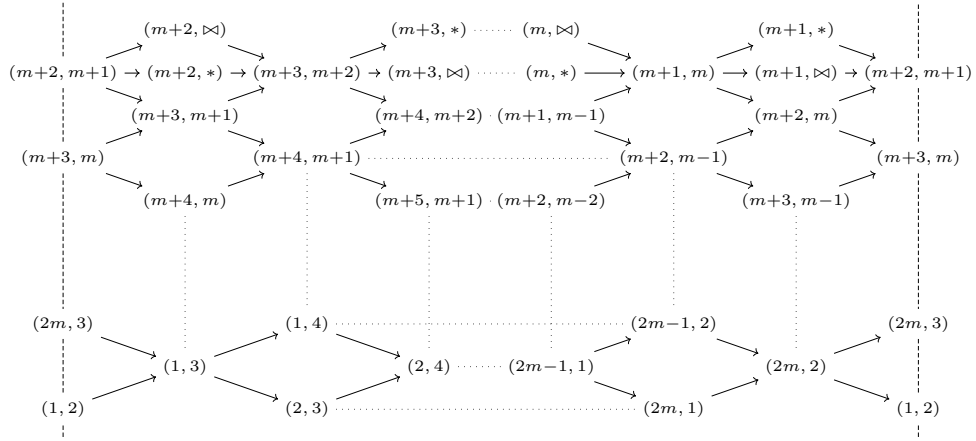 (m+2, ⋈) (m+3, *) (m, ⋈) (m+1, *)
(m+2, m+1) (m+2, *) (m+3, m+2) (m+3, ⋈) (m, *) (m+1, m) (m+1, ⋈) (m+2, m+1)
(m+3, m+1) (m+4, m+2) (m+1, m−1) (m+2, m)
(m+3, m) (m+4, m+1) (m+2, m−1) (m+3, m)
(m+4, m) (m+5, m+1) (m+2, m−2) (m+3, m−1)
(2m, 3) (1, 4) (2m−1, 2) (2m, 3)
(1, 3) (2, 4) (2m−1, 1) (2m, 2)
(1, 2) (2, 3) (2m, 1) (1, 2)